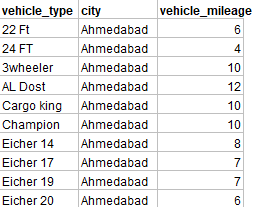 vehicle_type city vehicle_mileage
22 Ft Ahmedabad 6
24 FT Ahmedabad 4
3wheeler Ahmedabad 10
AL Dost Ahmedabad 12
Cargo king Ahmedabad 10
Champion Ahmedabad 10
Eicher 14 Ahmedabad 8
Eicher 17 Ahmedabad 7
Eicher 19 Ahmedabad 7
Eicher 20 Ahmedabad 6